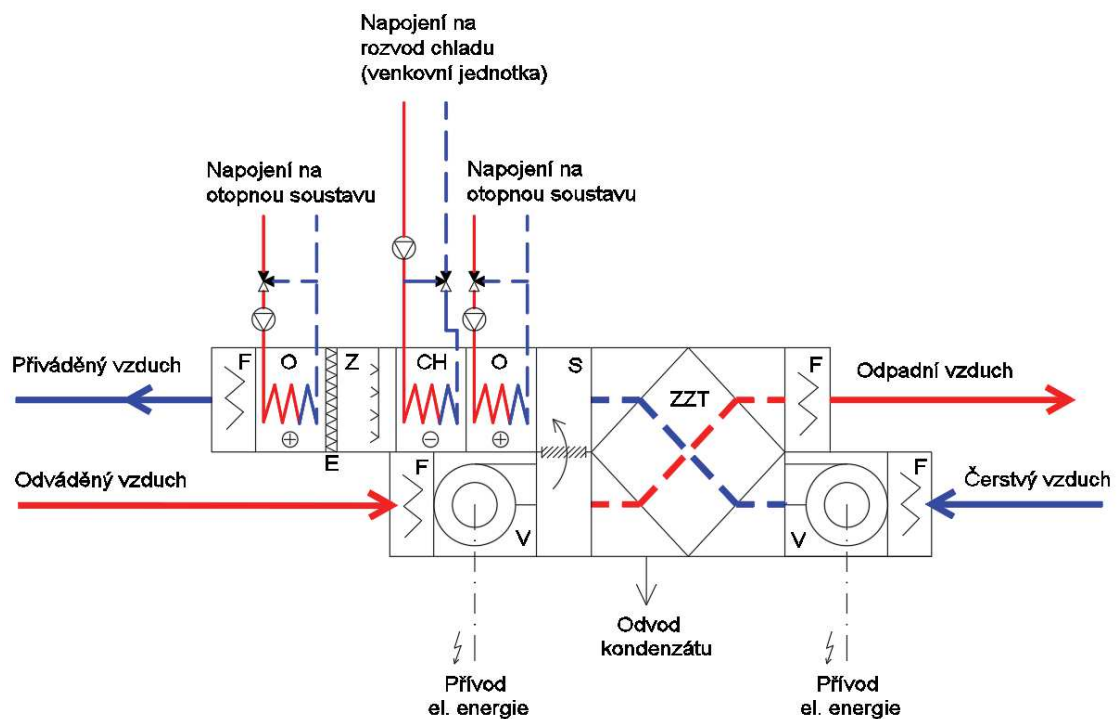 Napojení na
rozvod chladu
(venkovní jednotka)
Napojení na
otopnou soustavu
Napojení na
otopnou soustavu
Přiváděný vzduch
F
O
Z
CH
O
S
ZZT
F
Odpadní vzduch
E
Odváděný vzduch
F
V
V
F
Čerstvý vzduch
Odvod
kondenzátu
Přívod
el. energie
Přívod
el. energie